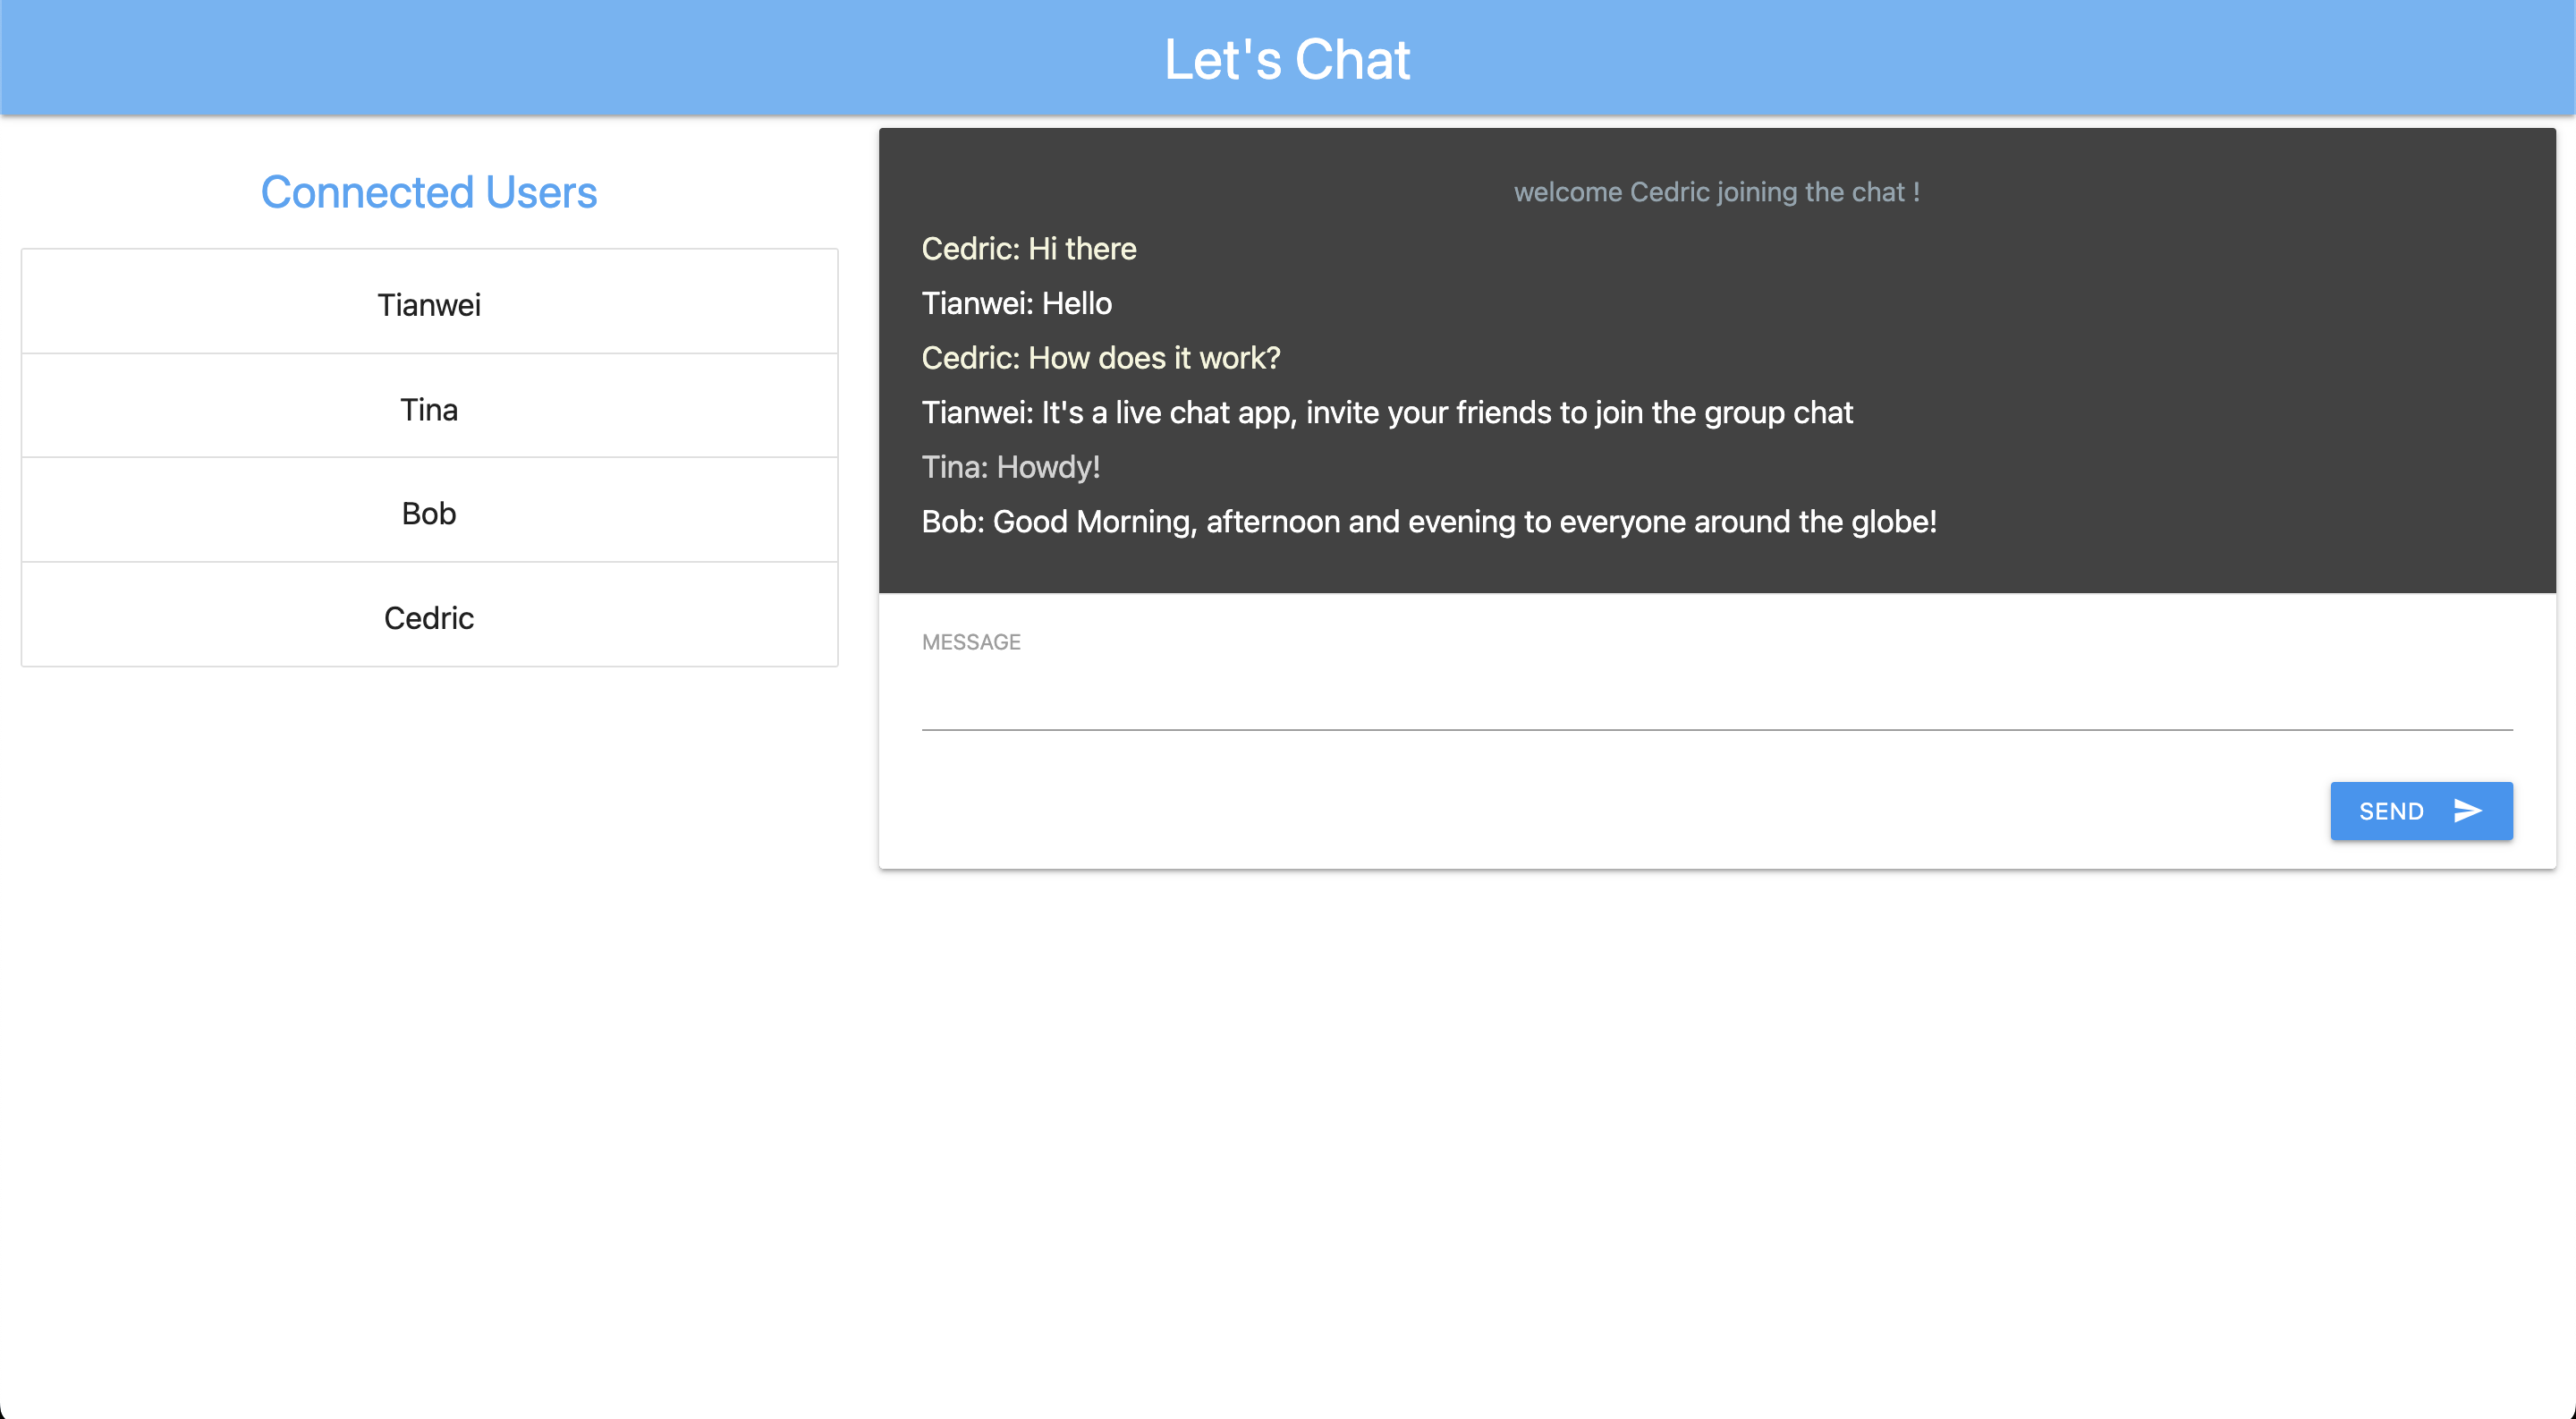 Let's Chat
Connected Users
Tianwei
Tina
Bob
Cedric
welcome Cedric joining the chat !
Cedric: Hi there
Tianwei: Hello
Cedric: How does it work?
Tianwei: It's a live chat app, invite your friends to join the group chat
Tina: Howdy!
Bob: Good Morning, afternoon and evening to everyone around the globe!
MESSAGE
SEND